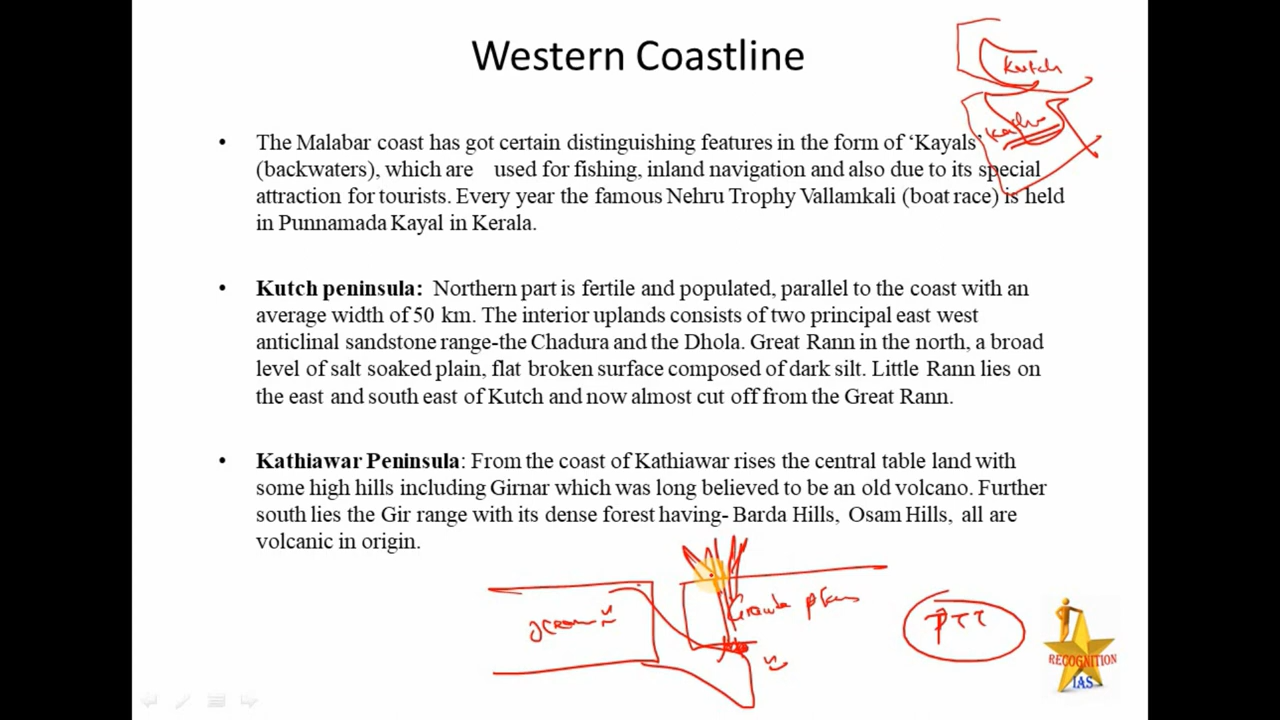 Western Coastline
Kutch
• The Malabar coast has got certain distinguishing features in the form of ‘Kayals’
(backwaters), which are used for fishing, inland navigation and also due to its special
attraction for tourists. Every year the famous Nehru Trophy Vallamkali (boat race) is held
in Punnamada Kayal in Kerala.
• Kutch peninsula: Northern part is fertile and populated, parallel to the coast with an
average width of 50 km. The interior uplands consists of two principal east west
anticlinal sandstone range-the Chadura and the Dhola. Great Rann in the north, a broad
level of salt soaked plain, flat broken surface composed of dark silt. Little Rann lies on
the east and south east of Kutch and now almost cut off from the Great Rann.
• Kathiawar Peninsula: From the coast of Kathiawar rises the central table land with
some high hills including Girnar which was long believed to be an old volcano. Further
south lies the Gir range with its dense forest having- Barda Hills, Osam Hills, all are
volcanic in origin.
PTT
RECOGNITION
IAS